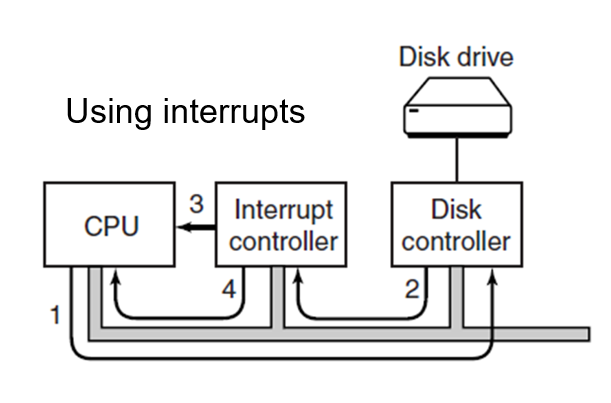 Disk drive
Using interrupts
CPU
3
Interrupt
controller
Disk
controller
1
4
2